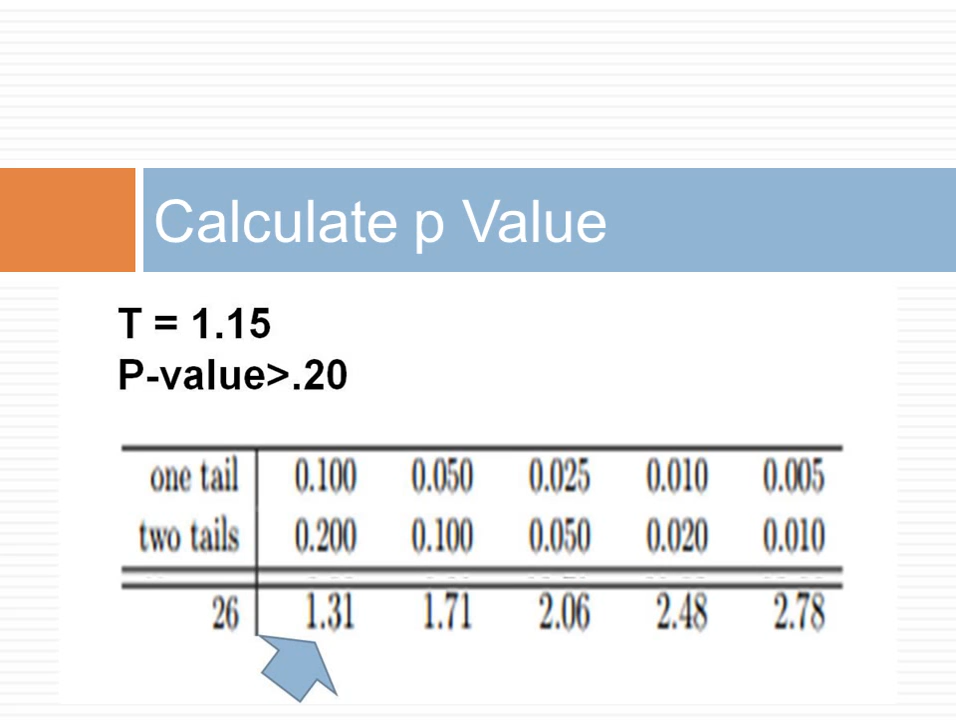 Calculate p Value
T = 1.15
P-value>.20
one tail 0.100 0.050 0.025 0.010 0.005
two tails 0.200 0.100 0.050 0.020 0.010
26 1.31 1.71 2.06 2.48 2.78